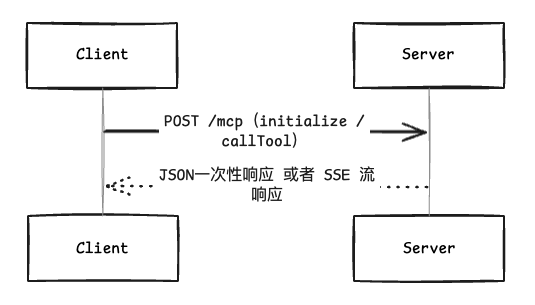 Client
Server
POST /mcp (initialize /
callTool)
JSON一次性响应 或者 SSE 流
响应
Client
Server